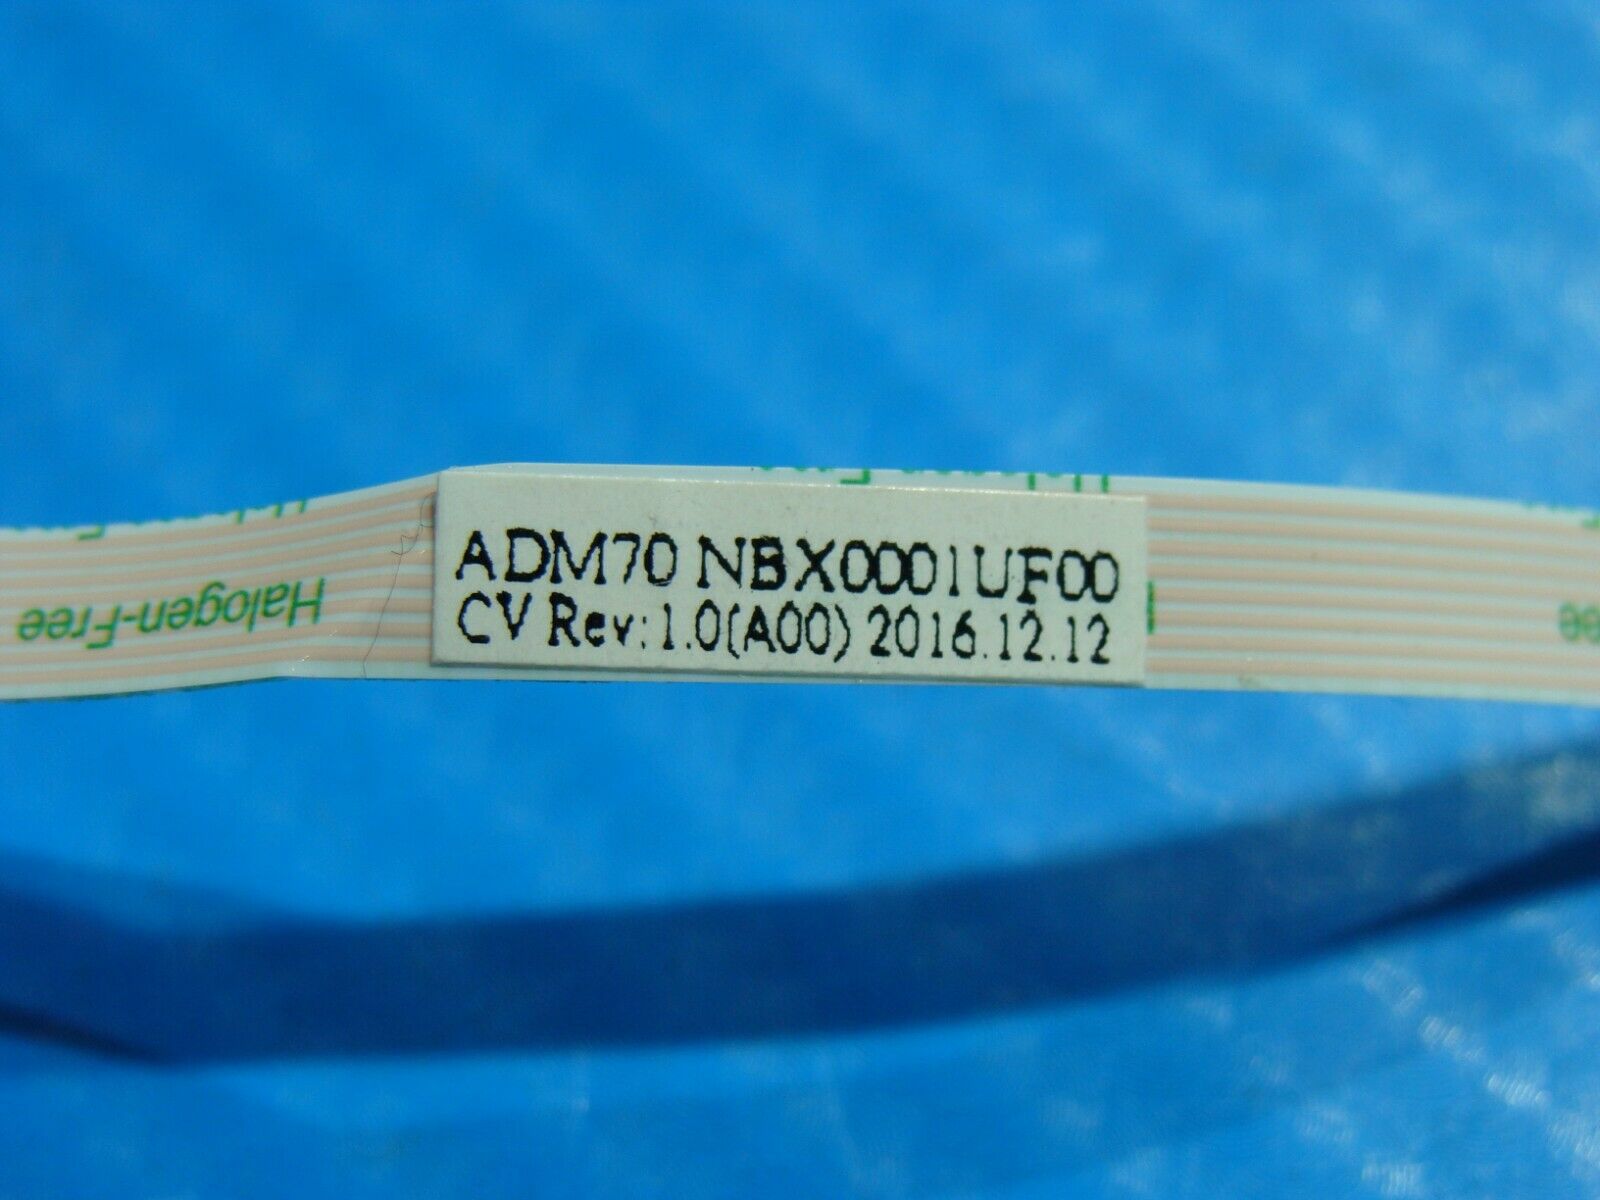 ADM70 NBX0001UF00
CV Rev:1.0(A00) 2016.12.12
Halogen-Free